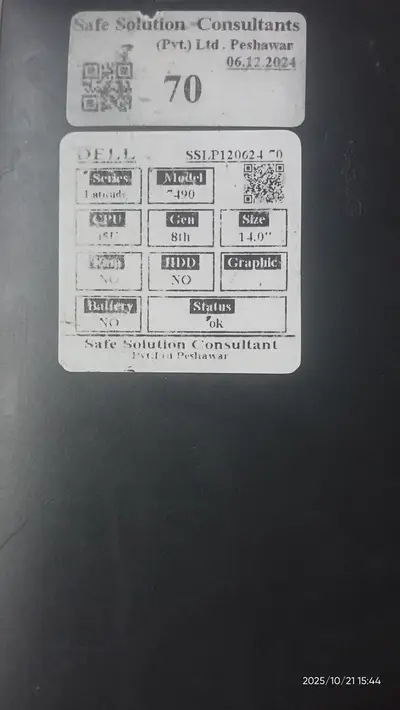 Safe Solution Consultants
(Pvt.) Ltd . Peshawar
06.12.2024
70
DELL
SSLP120624 70
Series
Model
Latitude
7490
CPU
Gen
Size
i5U
8th
14.0"
HDD
Graphic
NO
NO
Battery
Status
NO
ok
Safe Solution Consultant
Pvt.Ltd Peshawar
2025/10/21 15:44